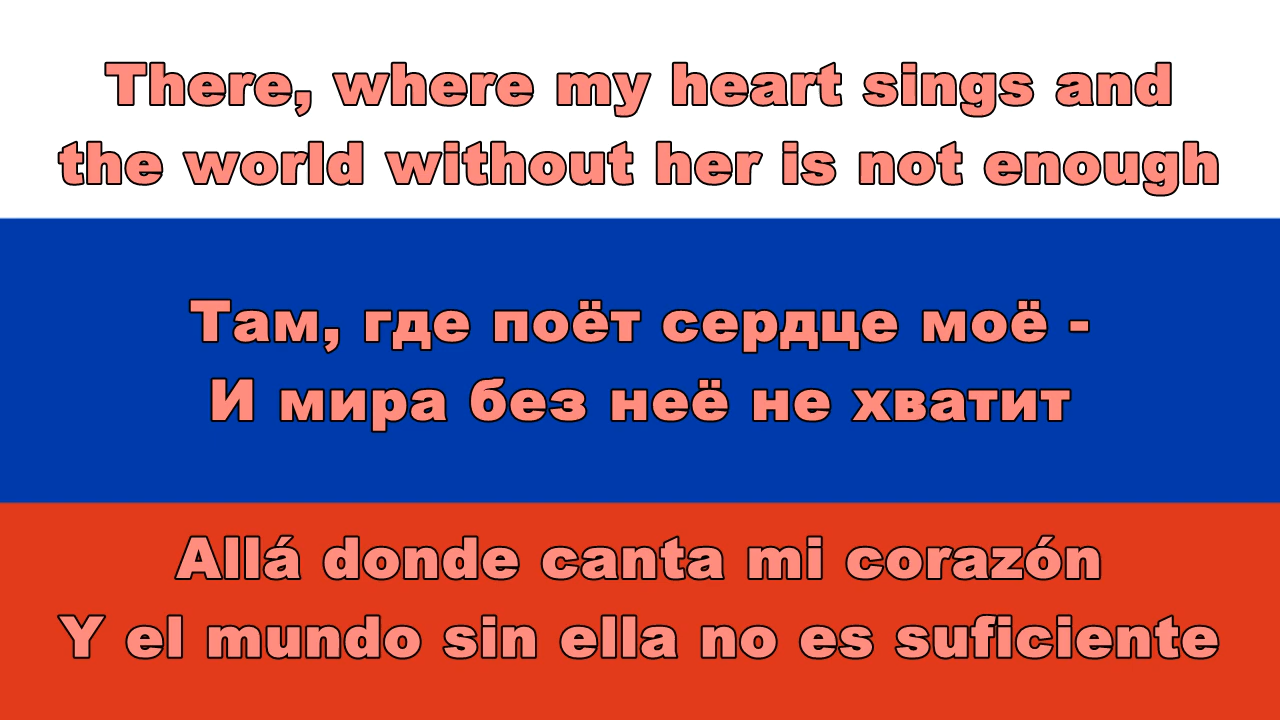 There, where my heart sings and
the world without her is not enough
Там, где поёт сердце моё -
И мира без неё не хватит
Allá donde canta mi corazón
Y el mundo sin ella no es suficiente